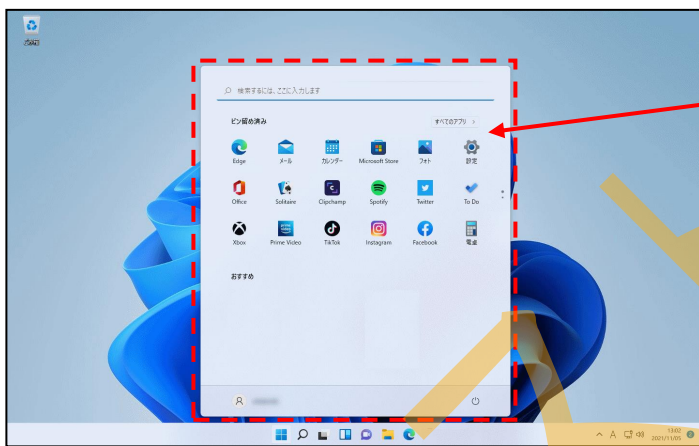 ごみ箱
検索するには、ここに入力します
ピン留め済み
すべてのアプリ >
Edge
メール
カレンダー
Microsoft Store
フォト
設定
Office
Solitaire
Clipchamp
Spotify
Twitter
To Do
Xbox
Prime Video
TikTok
Instagram
Facebook
電卓
おすすめ
A
13:02
2021/11/05